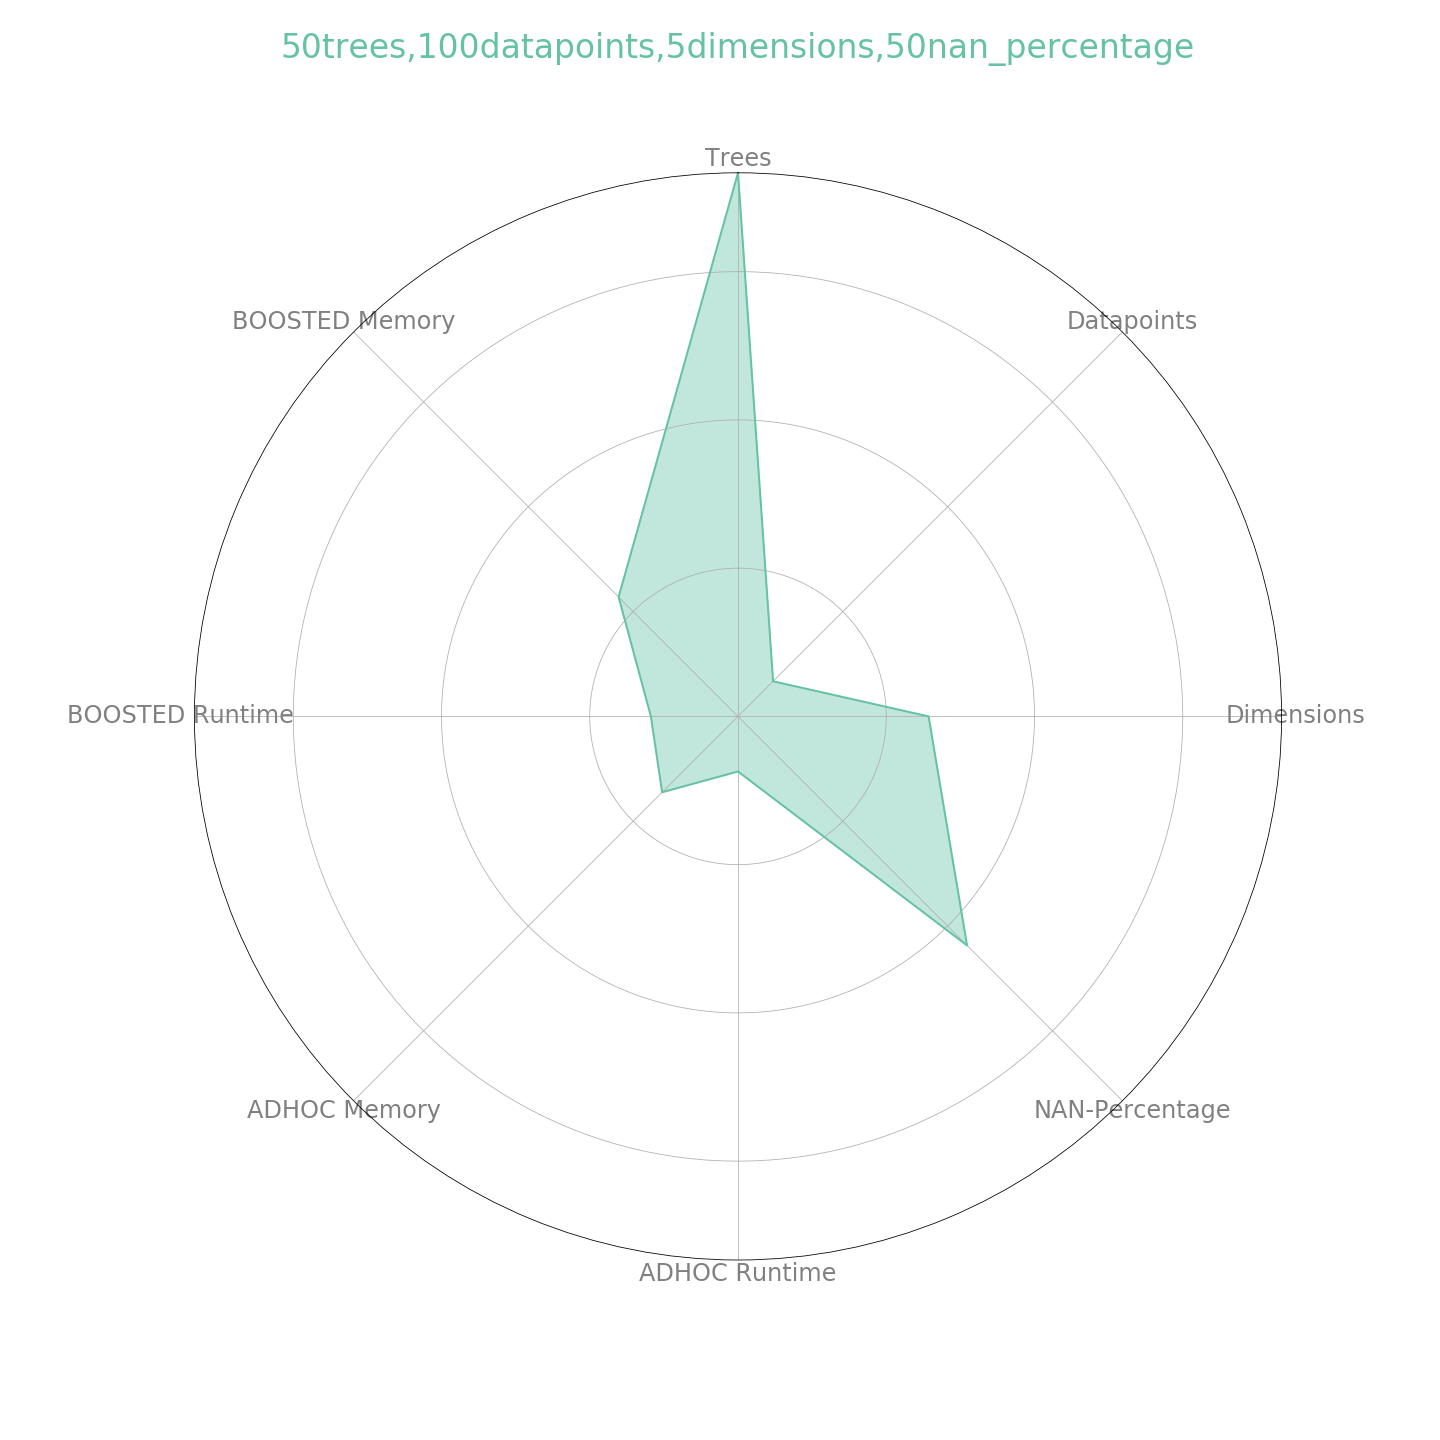 50trees,100datapoints,5dimensions,50nan_percentage
Trees
BOOSTED Memory
Datapoints
BOOSTED Runtime
Dimensions
ADHOC Memory
NAN-Percentage
ADHOC Runtime